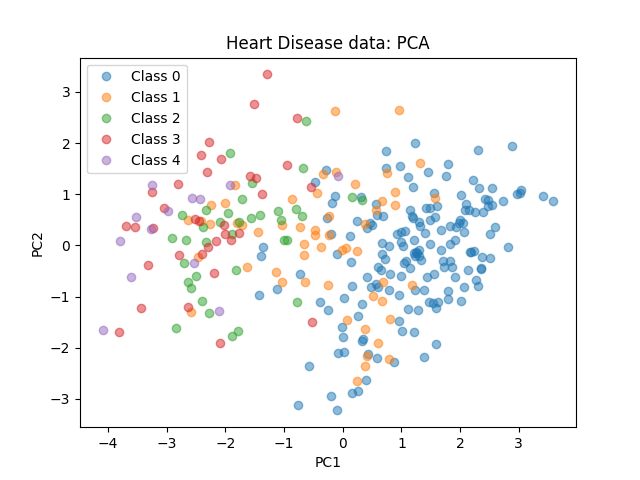 Heart Disease data: PCA
Class 0
Class 1
Class 2
Class 3
Class 4
3
2
1
0
−1
−2
−3
PC2
−4 −3 −2 −1 0 1 2 3
PC1